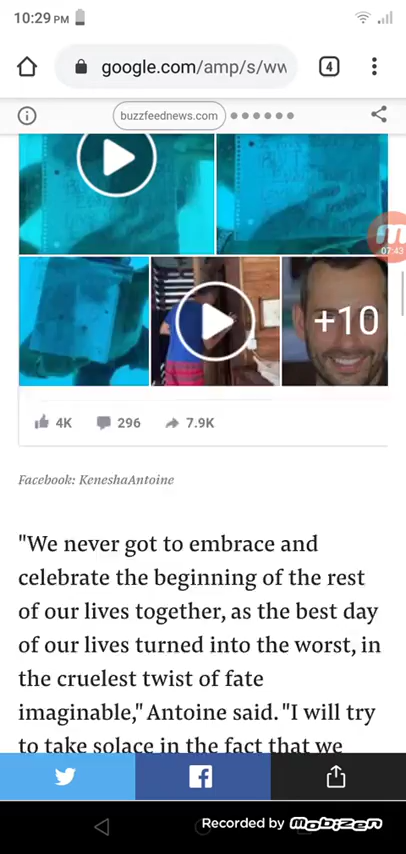 10:29 PM
google.com/amp/s/ww
4
buzzfeednews.com
07:43
+10
4K 296 7.9K
Facebook: KeneshaAntoine
"We never got to embrace and
celebrate the beginning of the rest
of our lives together, as the best day
of our lives turned into the worst, in
the cruelest twist of fate
imaginable," Antoine said. "I will try
to take solace in the fact that we
Recorded by Mobizen